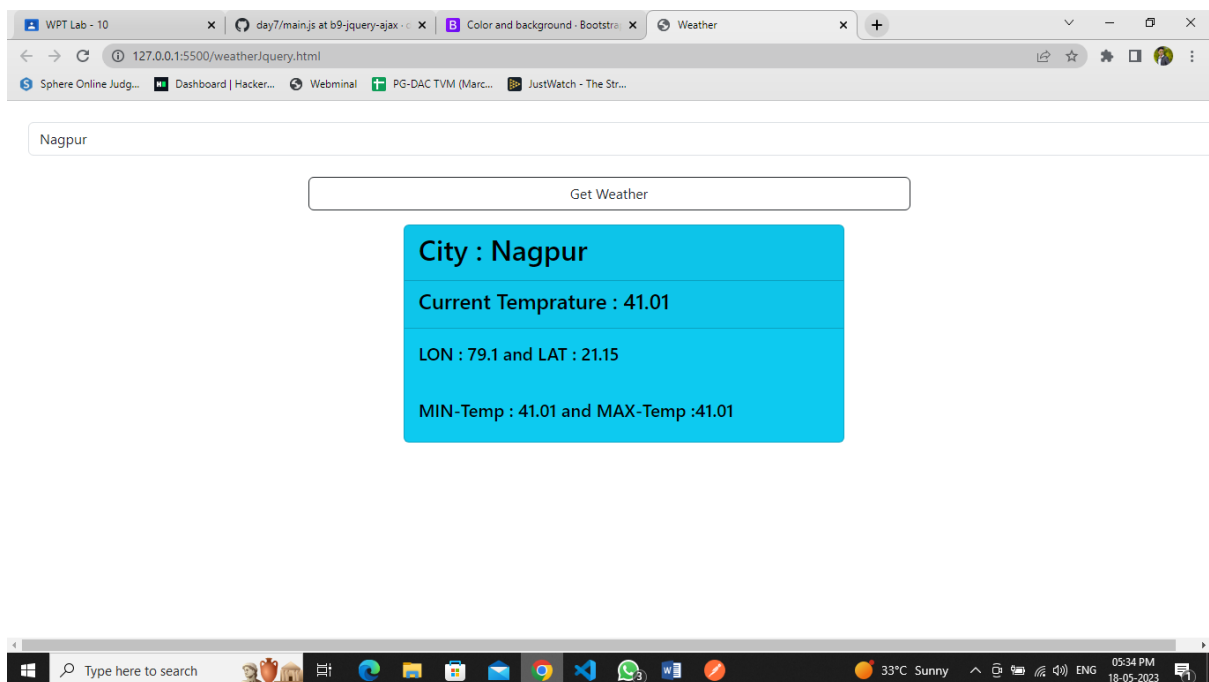 WPT Lab - 10
day7/main.js at b9-jquery-ajax · c
Color and background · Bootstra
Weather
127.0.0.1:5500/weatherJquery.html
Sphere Online Judg...
Dashboard | Hacker...
Webminal
PG-DAC TVM (Marc...
JustWatch - The Str...
Nagpur
Get Weather
City : Nagpur
Current Temprature : 41.01
LON : 79.1 and LAT : 21.15
MIN-Temp : 41.01 and MAX-Temp :41.01
Type here to search
33°C Sunny
ENG
05:34 PM
18-05-2023